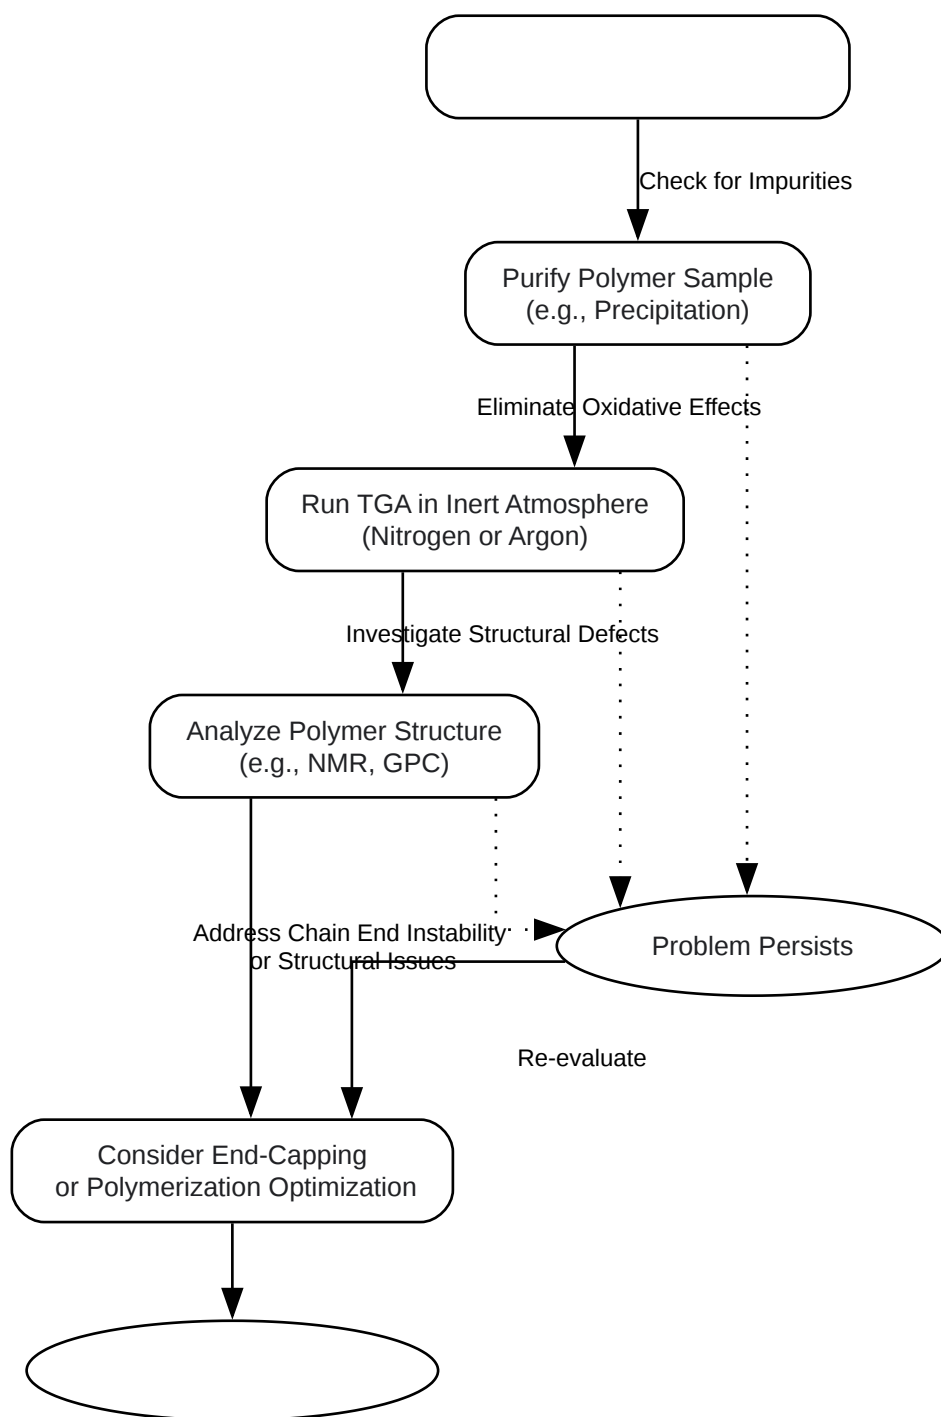 Check for Impurities
Purify Polymer Sample
(e.g., Precipitation)
Eliminate Oxidative Effects
Run TGA in Inert Atmosphere
(Nitrogen or Argon)
Investigate Structural Defects
Analyze Polymer Structure
(e.g., NMR, GPC)
Address Chain End Instability
or Structural Issues
Problem Persists
Re-evaluate
Consider End-Capping
or Polymerization Optimization